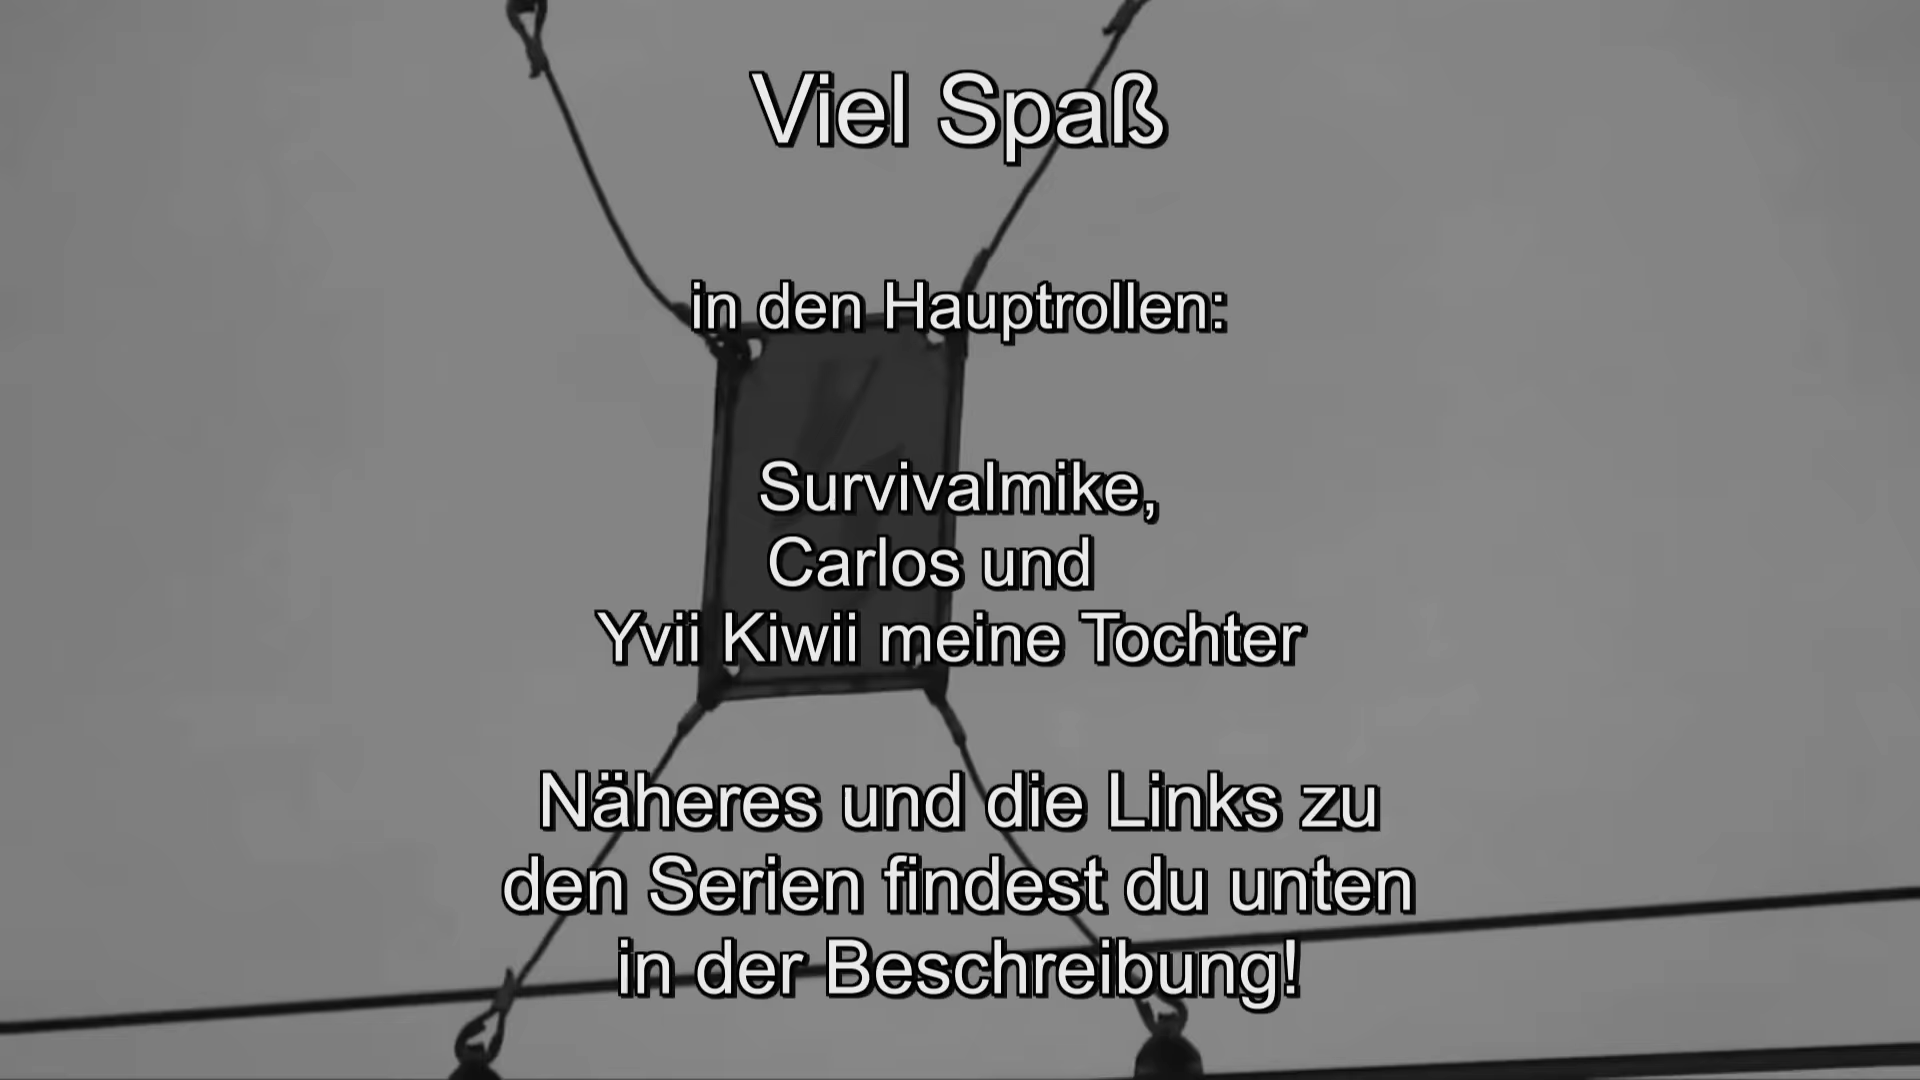 Viel Spaß
in den Hauptrollen:
Survivalmike,
Carlos und
Yvii Kiwii meine Tochter
Näheres und die Links zu
den Serien findest du unten
in der Beschreibung!